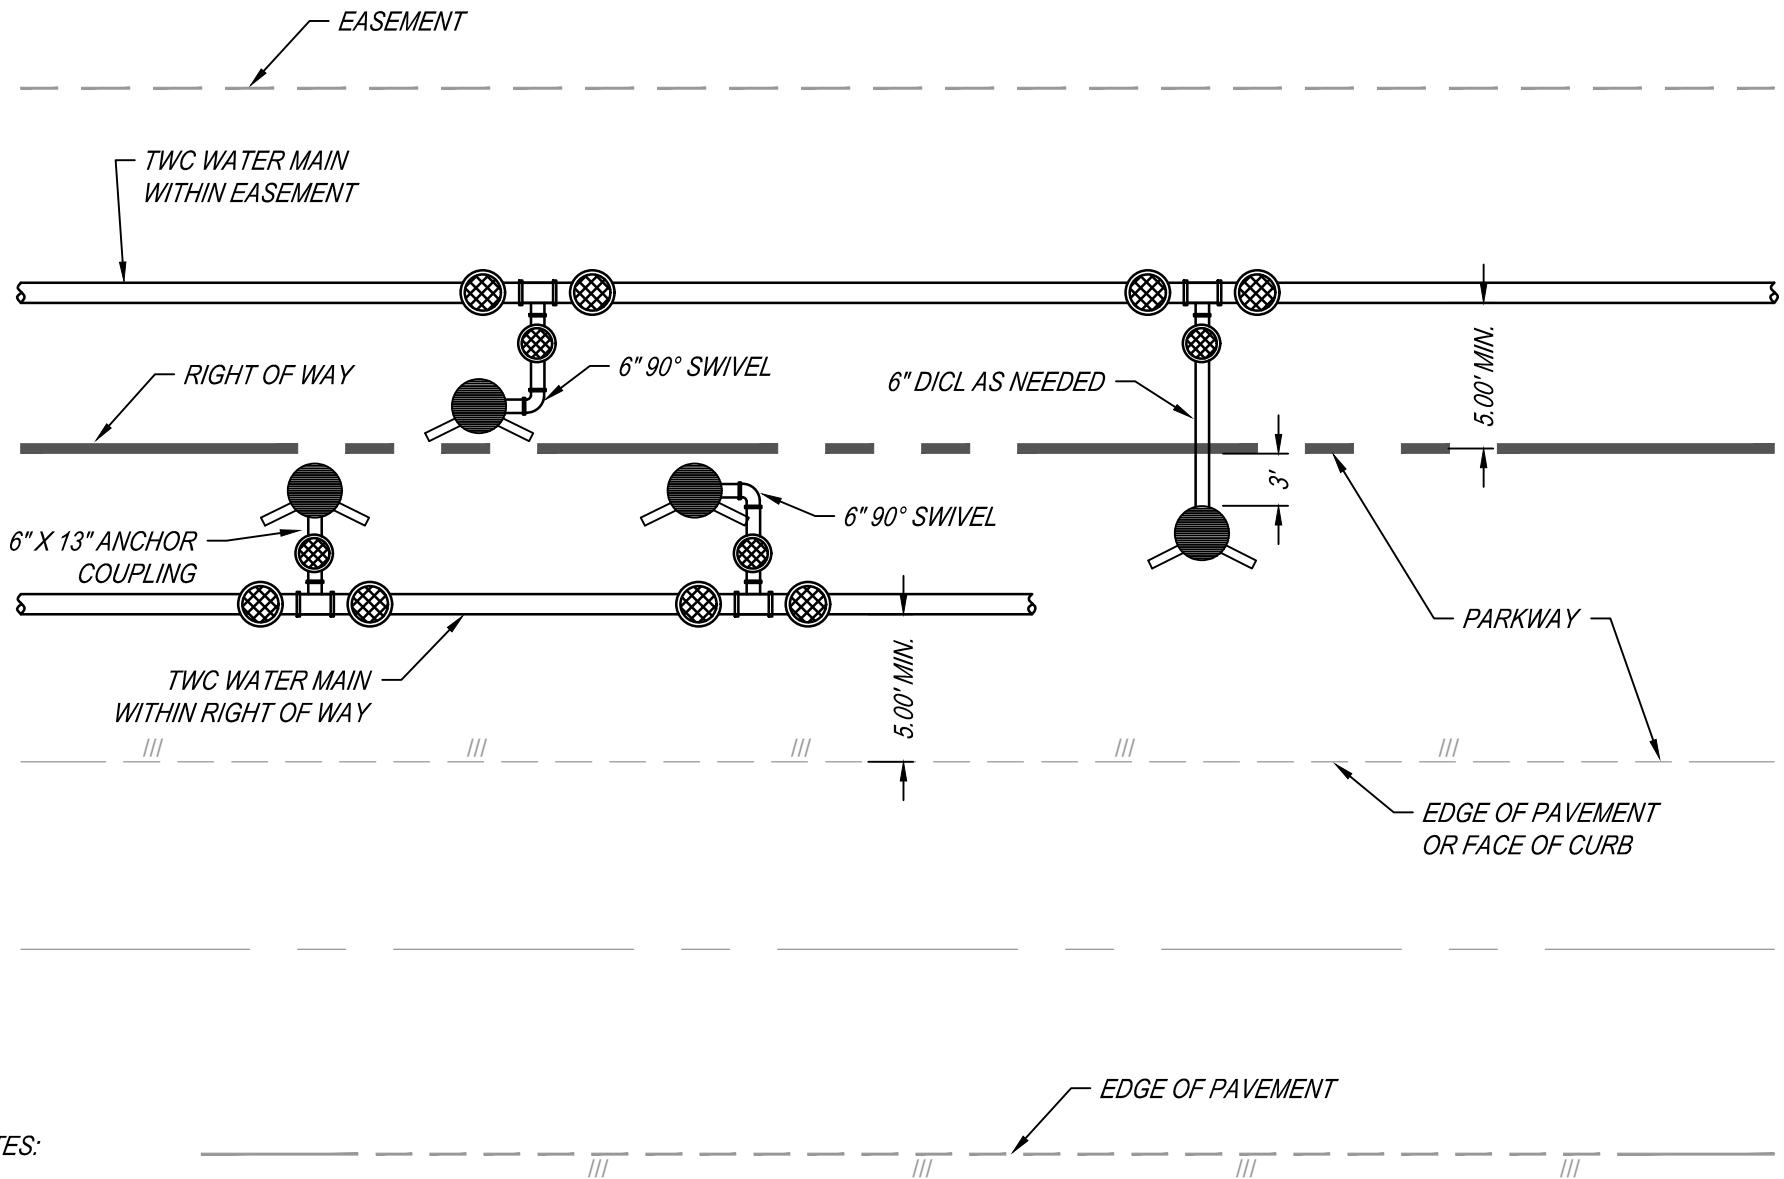 EASEMENT
TWC WATER MAIN
WITHIN EASEMENT
RIGHT OF WAY
6" 90° SWIVEL
6" DICL AS NEEDED
5.00' MIN.
3'
6" 90° SWIVEL
6" X 13" ANCHOR
COUPLING
PARKWAY
TWC WATER MAIN
WITHIN RIGHT OF WAY
5.00' MIN.
EDGE OF PAVEMENT
OR FACE OF CURB
EDGE OF PAVEMENT
TES: